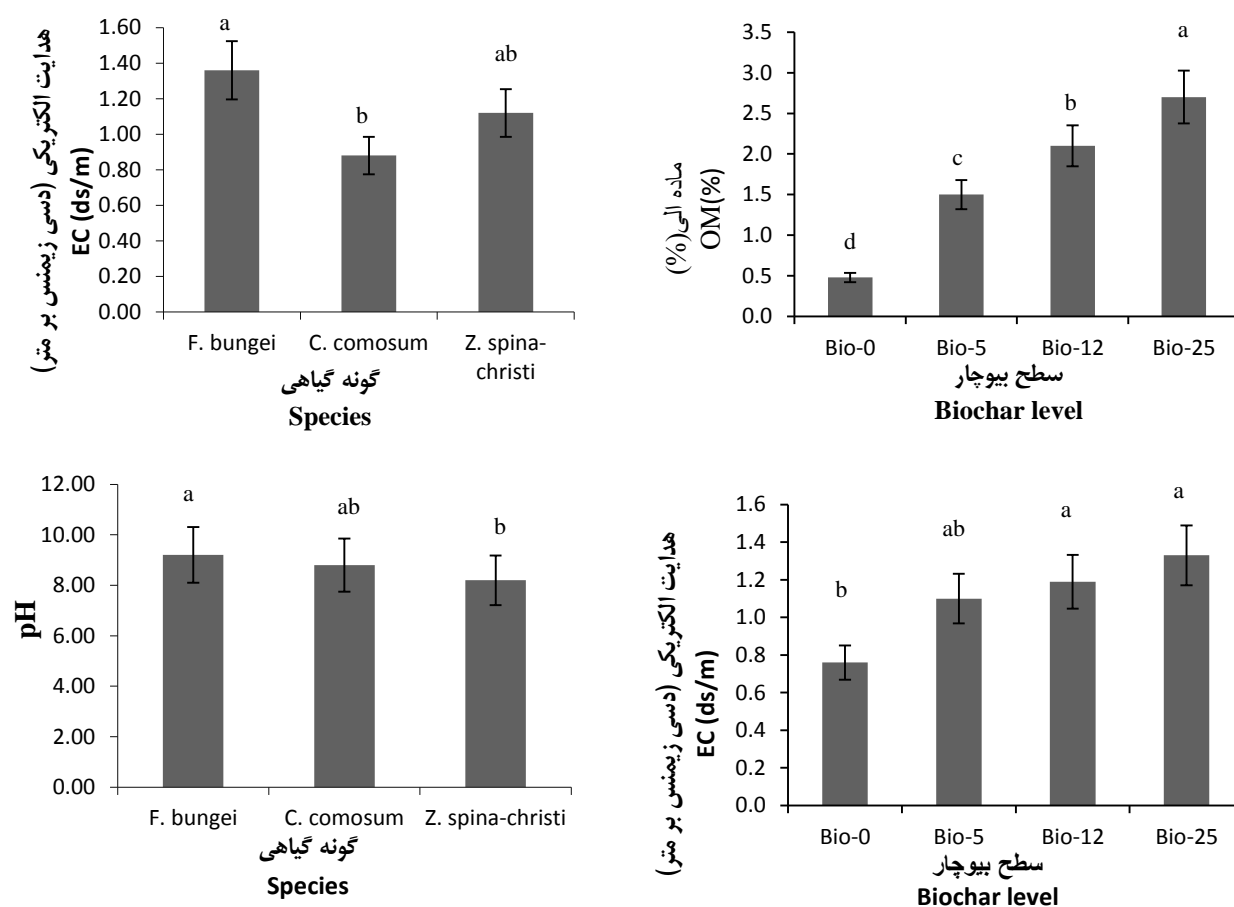 هدایت الکتریکی (دسی زیمنس بر متر)
EC (ds/m)
1.60
1.40
1.20
1.00
0.80
0.60
0.40
0.20
0.00
a
b
ab
F. bungei
C. comosum
Z. spina-
christi
گونه گیاهی
Species
ماده الی(%)
OM(%)
3.5
3.0
2.5
2.0
1.5
1.0
0.5
0.0
d
c
b
a
Bio-0
Bio-5
Bio-12
Bio-25
سطح بیوچار
Biochar level
pH
12.00
10.00
8.00
6.00
4.00
2.00
0.00
a
ab
b
F. bungei
C. comosum
Z. spina-christi
گونه گیاهی
Species
هدایت الکتریکی (دسی زیمنس بر متر)
EC (ds/m)
1.6
1.4
1.2
1.0
0.8
0.6
0.4
0.2
0.0
b
ab
a
a
Bio-0
Bio-5
Bio-12
Bio-25
سطح بیوچار
Biochar level